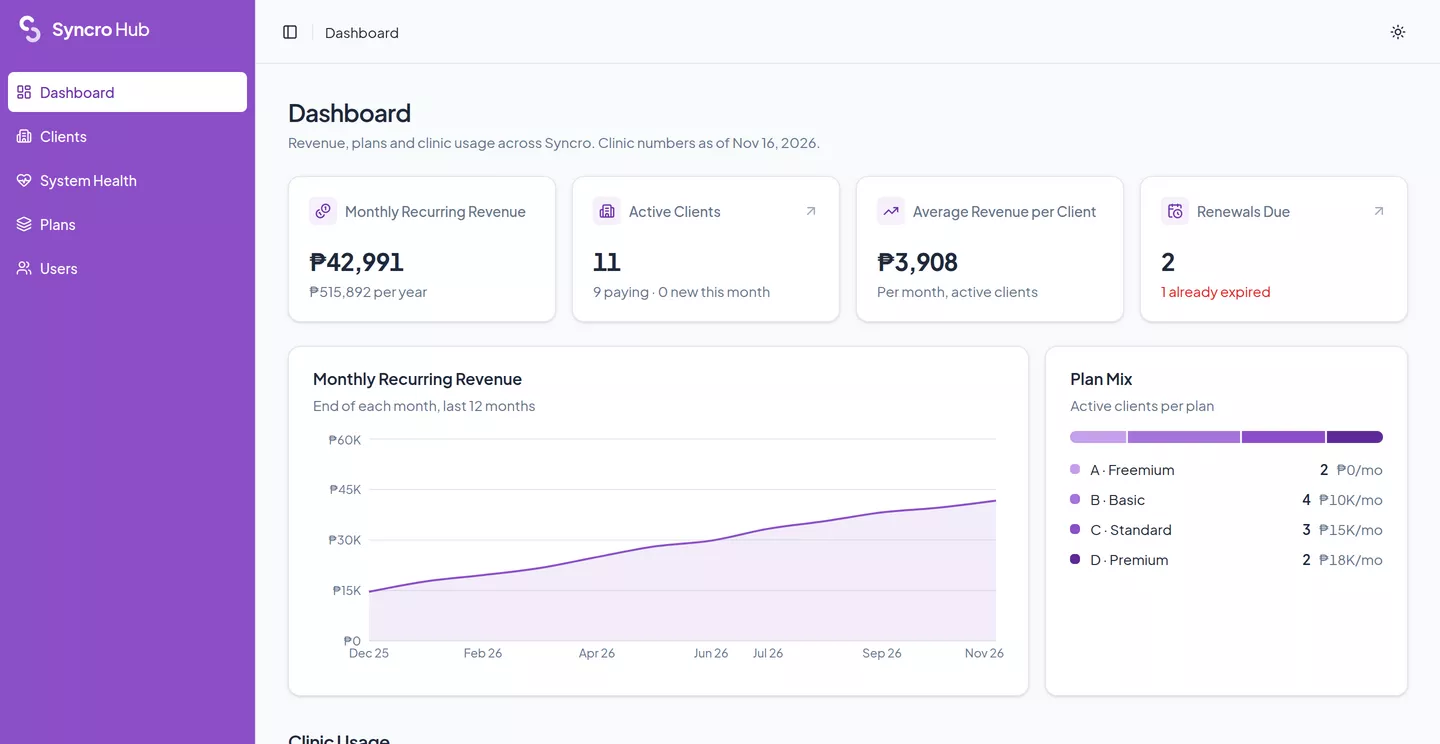 Syncro Hub
Dashboard
Clients
System Health
Plans
Users
Dashboard
Dashboard
Revenue, plans and clinic usage across Syncro. Clinic numbers as of Nov 16, 2026.
Monthly Recurring Revenue
₱42,991
₱515,892 per year
Active Clients
11
9 paying · 0 new this month
Average Revenue per Client
₱3,908
Per month, active clients
Renewals Due
2
1 already expired
Monthly Recurring Revenue
End of each month, last 12 months
₱60K
₱45K
₱30K
₱15K
₱0
Dec 25 Feb 26 Apr 26 Jun 26 Jul 26 Sep 26 Nov 26
Plan Mix
Active clients per plan
A · Freemium 2 ₱0/mo
B · Basic 4 ₱10K/mo
C · Standard 3 ₱15K/mo
D · Premium 2 ₱18K/mo
Clinic Usage